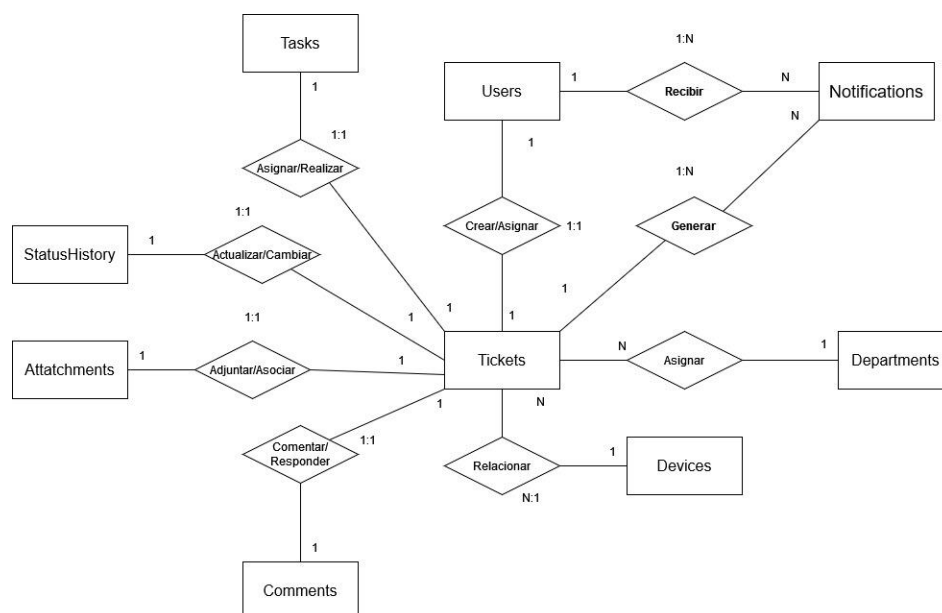 Tasks
1
1:1
Asignar/Realizar
1
Users
1
1:N
Recibir
N
Notifications
N
1
Crear/Asignar
1:1
1
1:N
Generar
1
StatusHistory
1
1:1
Actualizar/Cambiar
1
Attatchments
1
1:1
Adjuntar/Asociar
1
Tickets
N
Asignar
1
Departments
1
1:1
Comentar/
Responder
1
Comments
N
Relacionar
N:1
1
Devices